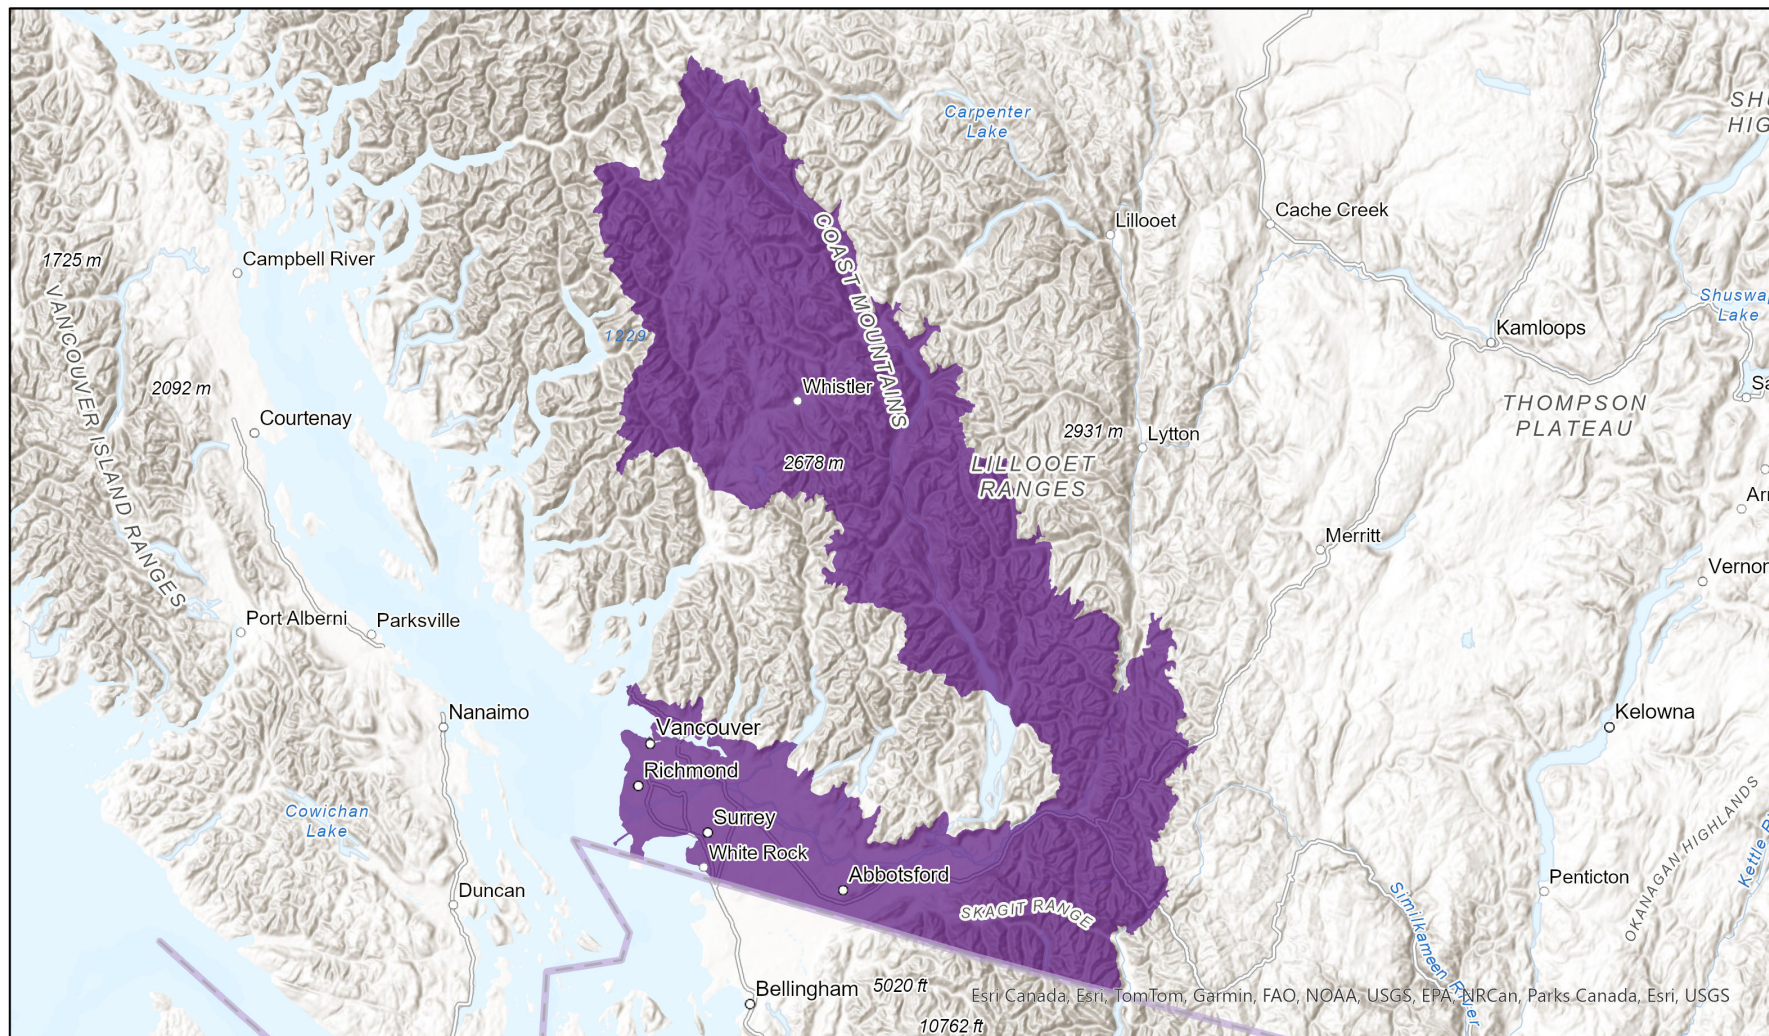 SHU
HIG
Carpenter
Lake
Cache Creek
Lillooet
COAST MOUNTAINS
1725 m
Campbell River
VANCOUVER ISLAND RANGES
Shuswap
Lake
Kamloops
1229
2092 m
Whistler
Sa
THOMPSON
PLATEAU
Courtenay
2931 m
Lytton
2678 m
LILLOOET
RANGES
Arr
Merritt
Vernon
Port Alberni
Parksville
Nanaimo
Kelowna
Vancouver
Richmond
Cowichan
Lake
Surrey
White Rock
Abbotsford
OKANAGAN HIGHLANDS
Penticton
Duncan
SKAGIT RANGE
Similkameen River
Bellingham
5020 ft
Esri Canada, Esri, TomTom, Garmin, FAO, NOAA, USGS, EPA, NRCan, Parks Canada, Esri, USGS
10762 ft